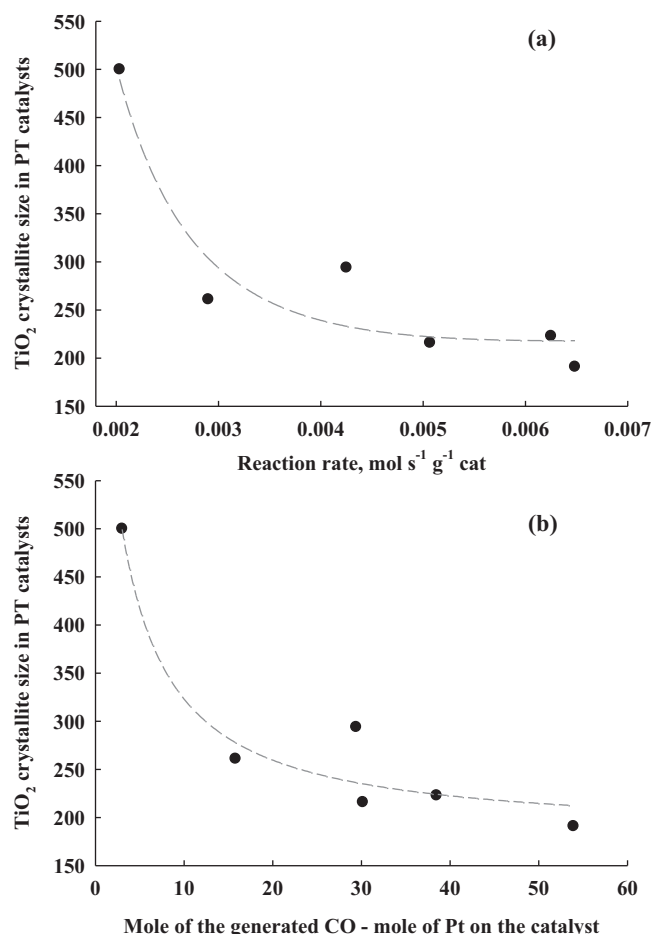 (a)
550
500
450
400
350
300
250
200
150
TiO2 crystallite size in PT catalysts
0.002 0.003 0.004 0.005 0.006 0.007
Reaction rate, mol s-1 g-1 cat
(b)
550
500
450
400
350
300
250
200
150
TiO2 crystallite size in PT catalysts
0 10 20 30 40 50 60
Mole of the generated CO - mole of Pt on the catalyst